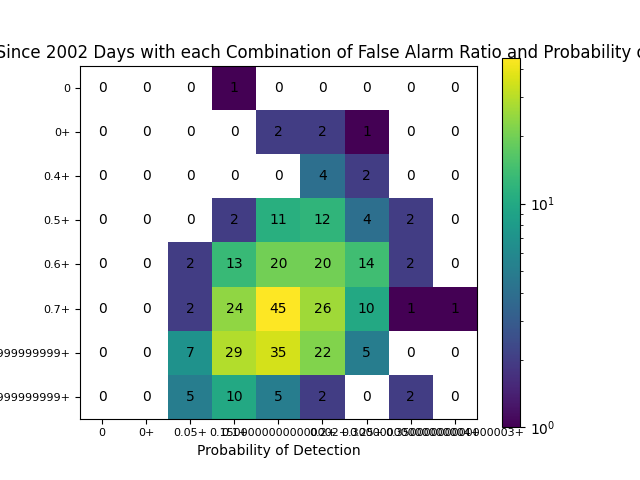 Since 2002 Days with each Combination of False Alarm Ratio and Probability
0 0 0 0 1 0 0 0 0 0
0+ 0 0 0 0 2 2 1 0 0
0.4+ 0 0 0 0 0 4 2 0 0
0.5+ 0 0 0 2 11 12 4 2 0
0.6+ 0 0 2 13 20 20 14 2 0
0.7+ 0 0 2 24 45 26 10 1 1
999999999+ 0 0 7 29 35 22 5 0 0
999999999+ 0 0 5 10 5 2 0 2 0
0 0+ 0.05+
Probability of Detection
10¹
10⁰